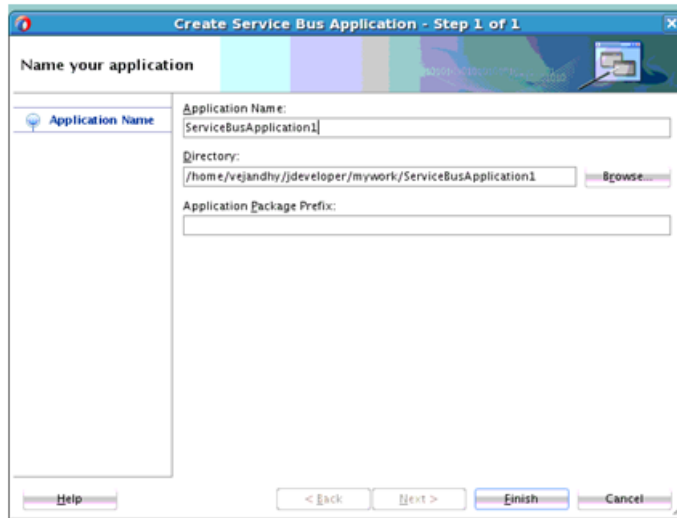 Create Service Bus Application - Step 1 of 1
Name your application
Application Name
Application Name:
ServiceBusApplication1
Directory:
/home/vejandhy/jdeveloper/mywork/ServiceBusApplication1
Browse...
Application Package Prefix:
Help
< Back
Next >
Finish
Cancel